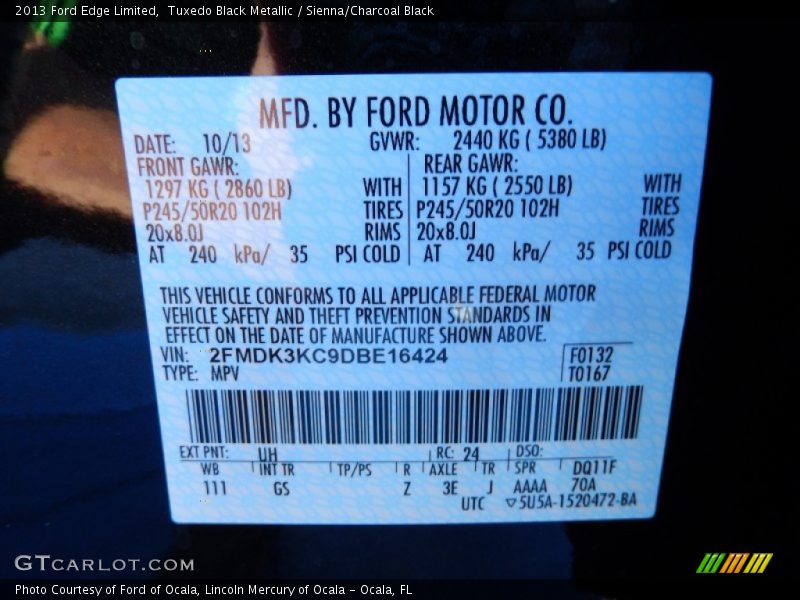 2013 Ford Edge Limited,  Tuxedo Black Metallic / Sienna/Charcoal Black
MFD. BY FORD MOTOR CO.
DATE: 10/13 GVWR: 2440 KG ( 5380 LB)
FRONT GAWR: REAR GAWR:
1297 KG ( 2860 LB) WITH 1157 KG ( 2550 LB) WITH
P245/50R20 102H TIRES P245/50R20 102H TIRES
20x8.0J RIMS 20x8.0J RIMS
AT 240 kPa/ 35 PSI COLD AT 240 kPa/ 35 PSI COLD
THIS VEHICLE CONFORMS TO ALL APPLICABLE FEDERAL MOTOR
VEHICLE SAFETY AND THEFT PREVENTION STANDARDS IN
EFFECT ON THE DATE OF MANUFACTURE SHOWN ABOVE.
VIN: 2FMDK3KC9DBE16424 F0132
TYPE: MPV T0167
EXT PNT: UH RC: 24 DSO:
WB INT TR TP/PS R AXLE TR SPR DQ11F
111 GS Z 3E J AAAA 70A
UTC ▽5U5A-1520472-BA
GTCARLOT.COM
Photo Courtesy of Ford of Ocala, Lincoln Mercury of Ocala - Ocala, FL